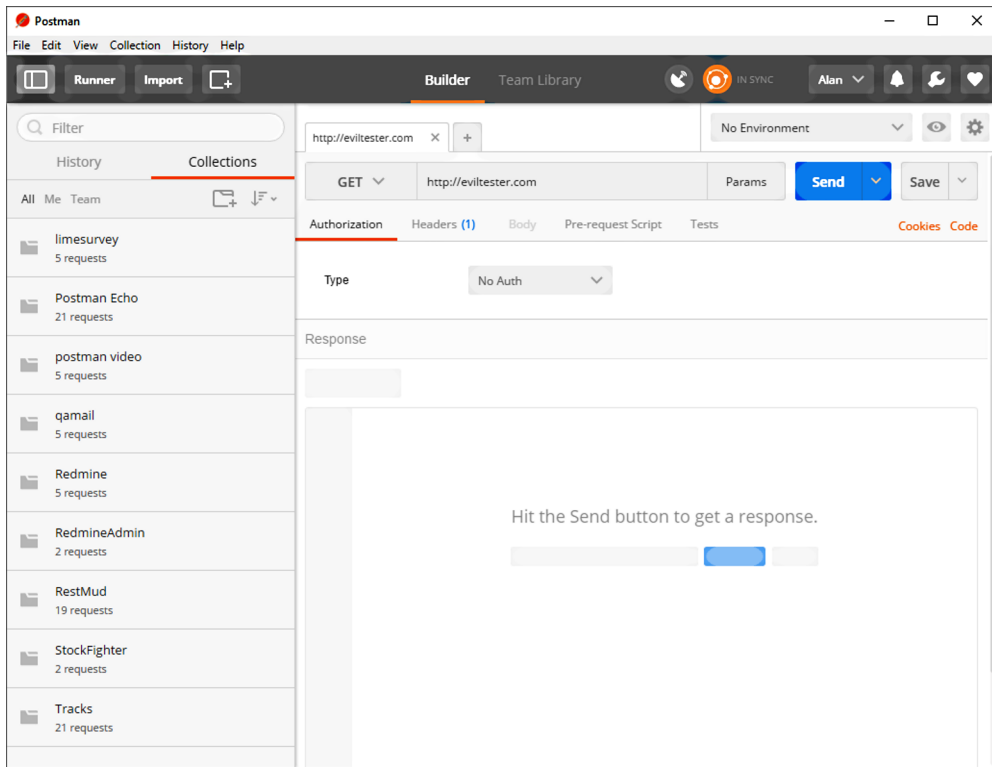 Postman
File Edit View Collection History Help
Runner Import Builder Team Library IN SYNC Alan
Filter
History Collections
All Me Team
limesurvey
5 requests
Postman Echo
21 requests
postman video
5 requests
qamail
5 requests
Redmine
5 requests
RedmineAdmin
2 requests
RestMud
19 requests
StockFighter
2 requests
Tracks
21 requests
http://eviltester.com
No Environment
GET http://eviltester.com Params Send Save
Authorization Headers (1) Body Pre-request Script Tests Cookies Code
Type No Auth
Response
Hit the Send button to get a response.